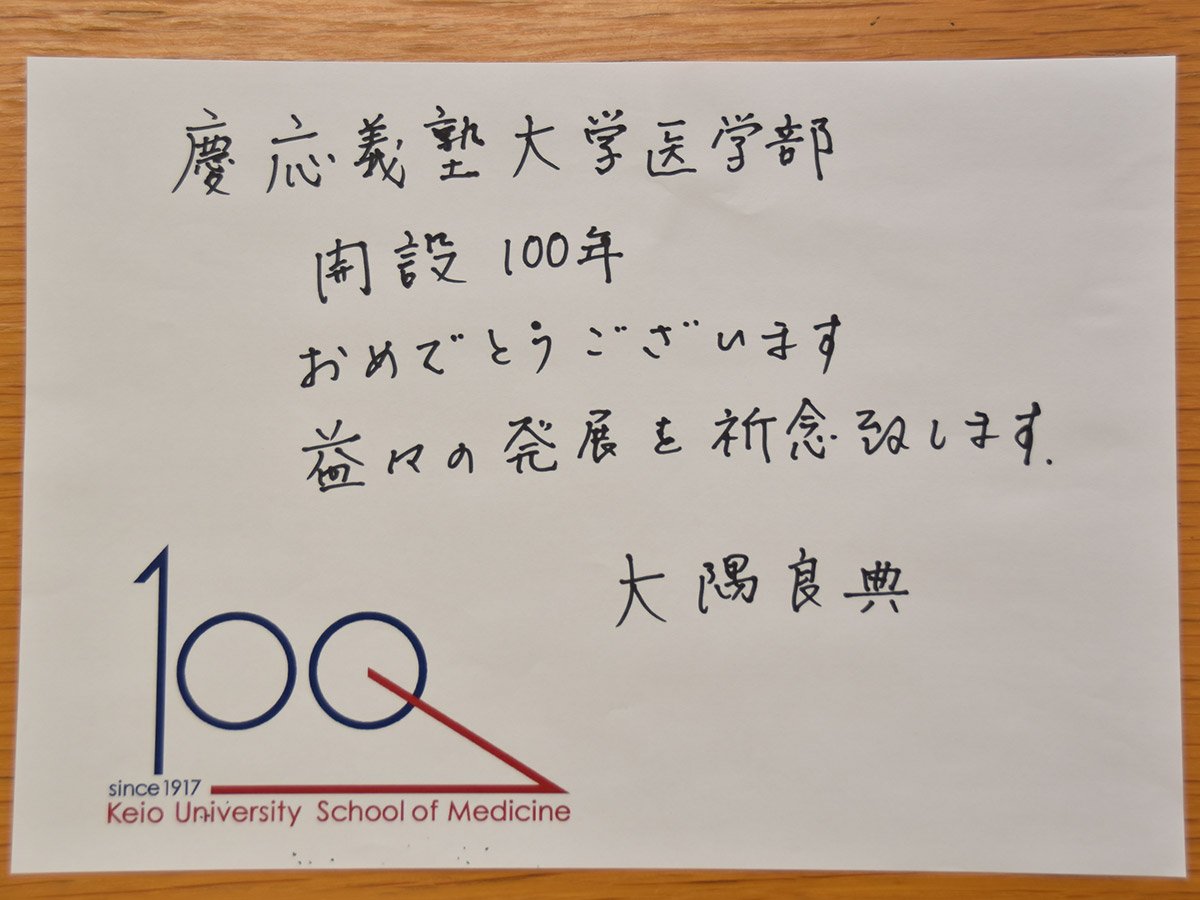 慶応義塾大学医学部
開設 100年
おめでとうございます
益々の発展を祈念致します.
大隅良典
100
since 1917
Keio University School of Medicine